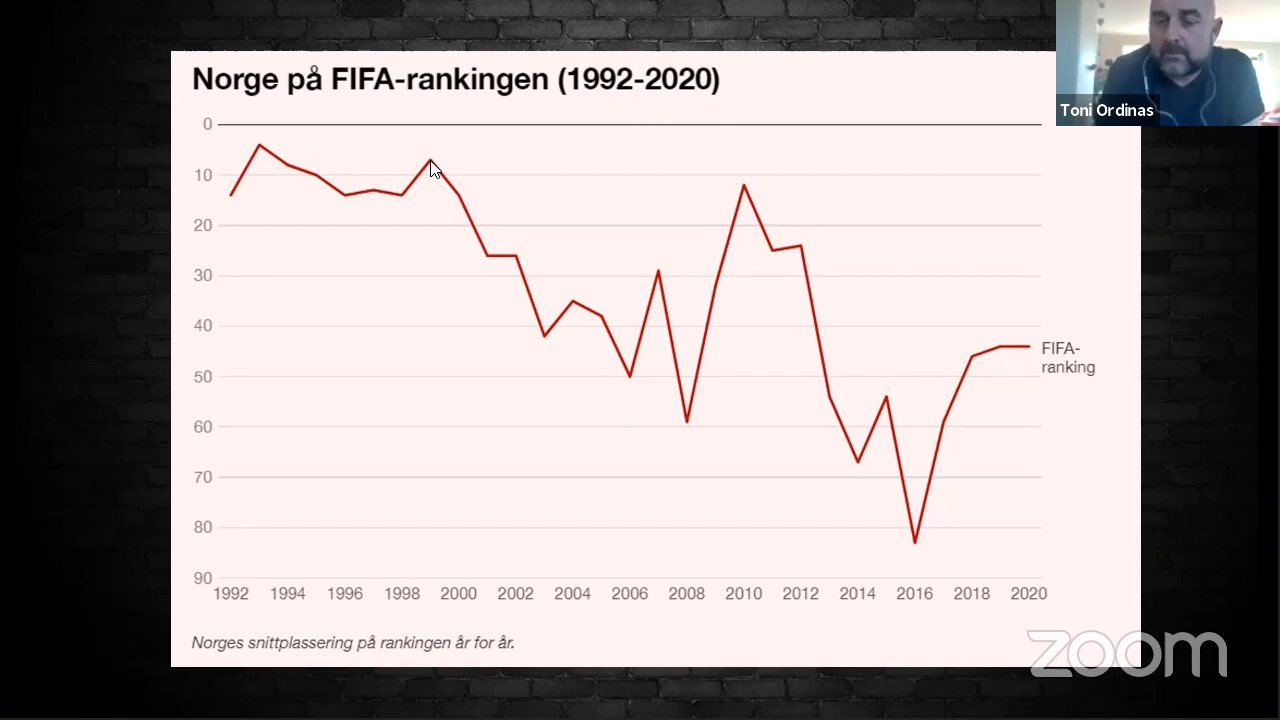 Norge på FIFA-rankingen (1992-2020)
Toni Ordinas
0
10
20
30
40
50
60
70
80
90
FIFA-
ranking
1992 1994 1996 1998 2000 2002 2004 2006 2008 2010 2012 2014 2016 2018 2020
Norges snittplassering på rankingen år for år.
zoom